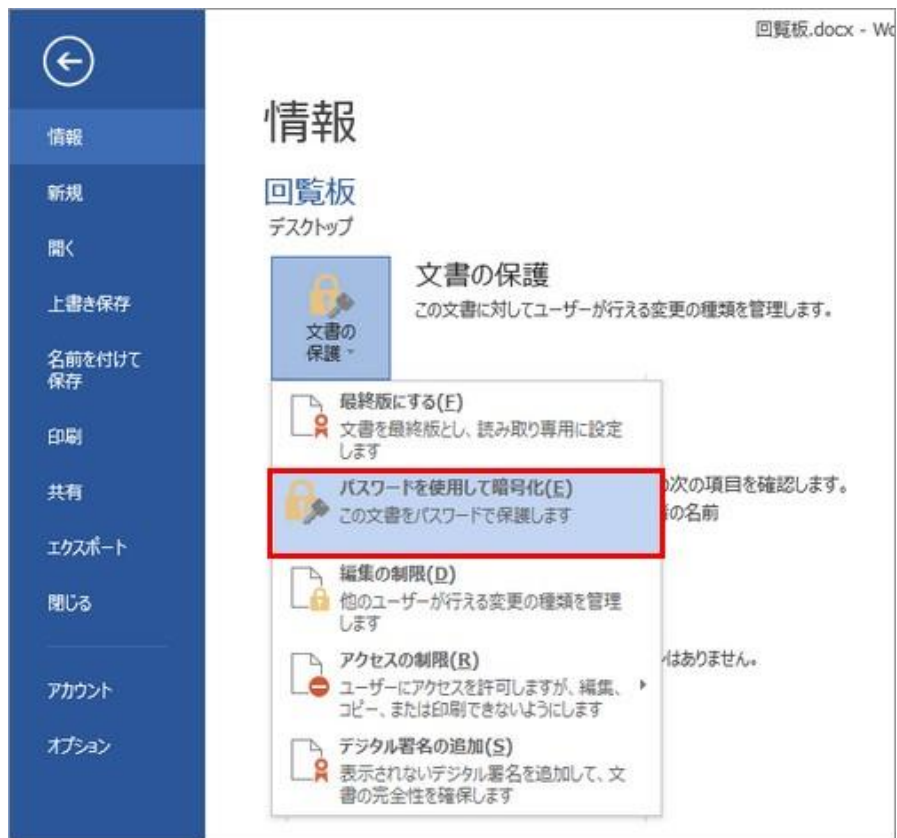 回覧板.docx - Wo
情報
新規
開く
上書き保存
名前を付けて
保存
印刷
共有
エクスポート
閉じる
アカウント
オプション
情報
回覧板
デスクトップ
文書の
保護
文書の保護
この文書に対してユーザーが行える変更の種類を管理します。
最終版にする(F)
文書を最終版とし、読み取り専用に設定
します
パスワードを使用して暗号化(E)
この文書をパスワードで保護します
次の項目を確認します。
の名前
編集の制限(D)
他のユーザーが行える変更の種類を管理
します
アクセスの制限(R)
ユーザーにアクセスを許可しますが、編集、
コピー、または印刷できないようにします
はありません。
デジタル署名の追加(S)
表示されないデジタル署名を追加して、文
書の完全性を確保します